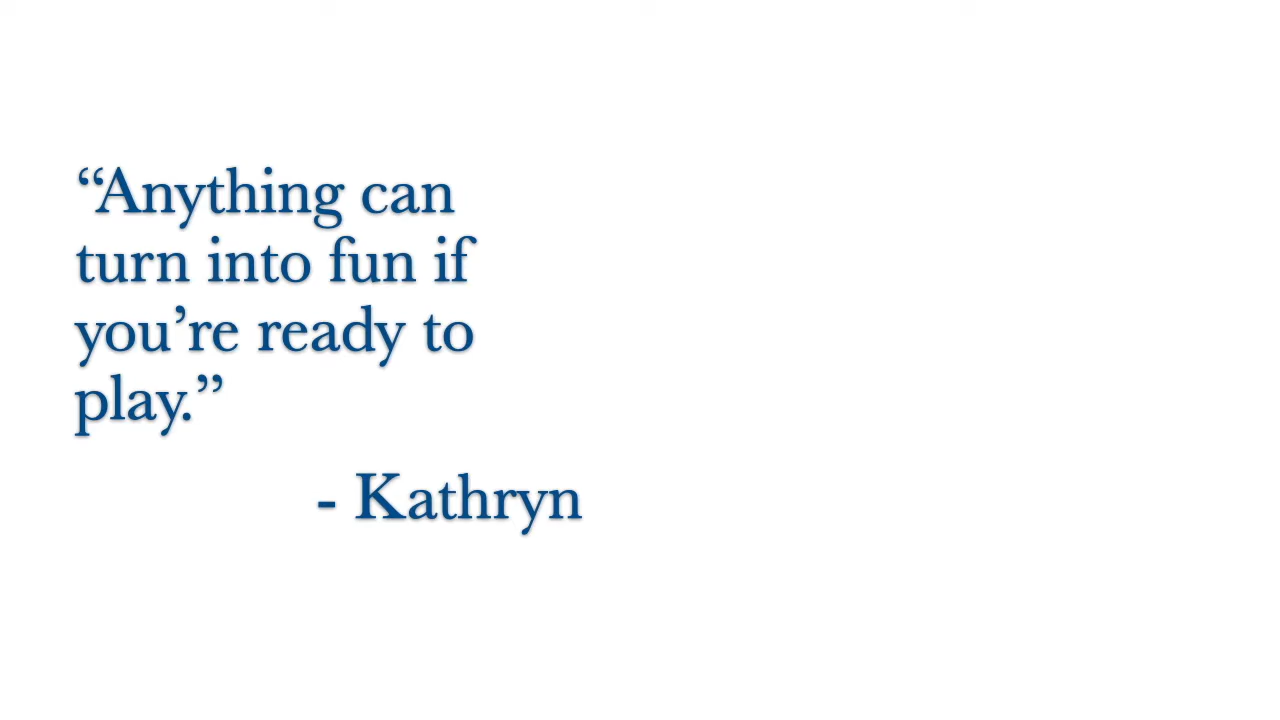 “Anything can
turn into fun if
you’re ready to
play.”
- Kathryn